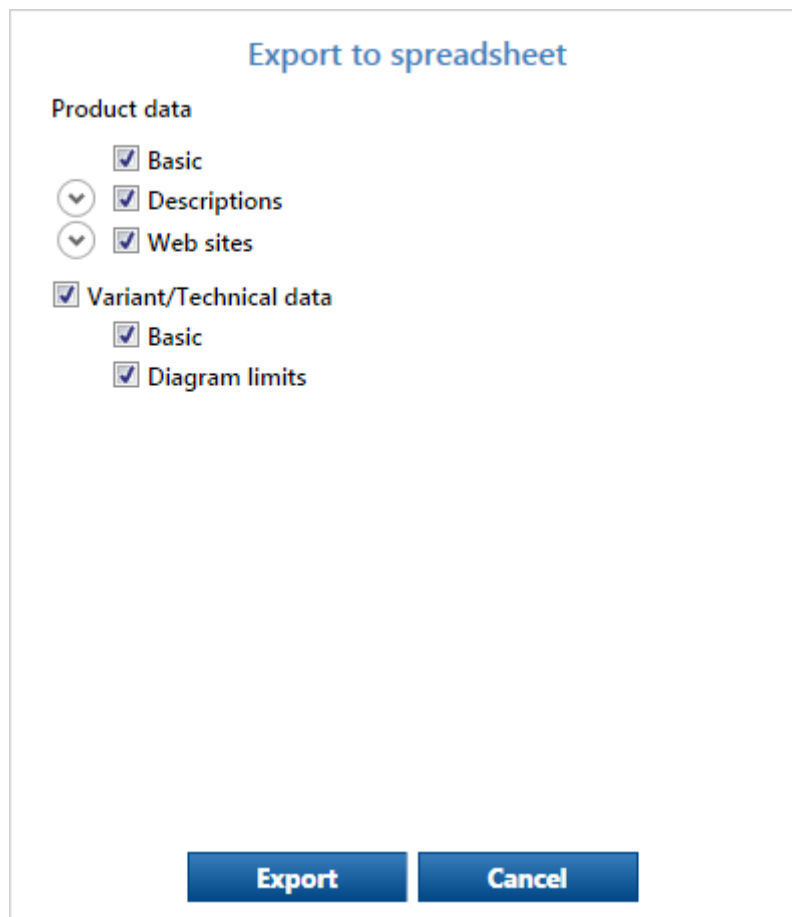 Export to spreadsheet
Product data
Basic
Descriptions
Web sites
Variant/Technical data
Basic
Diagram limits
Export Cancel